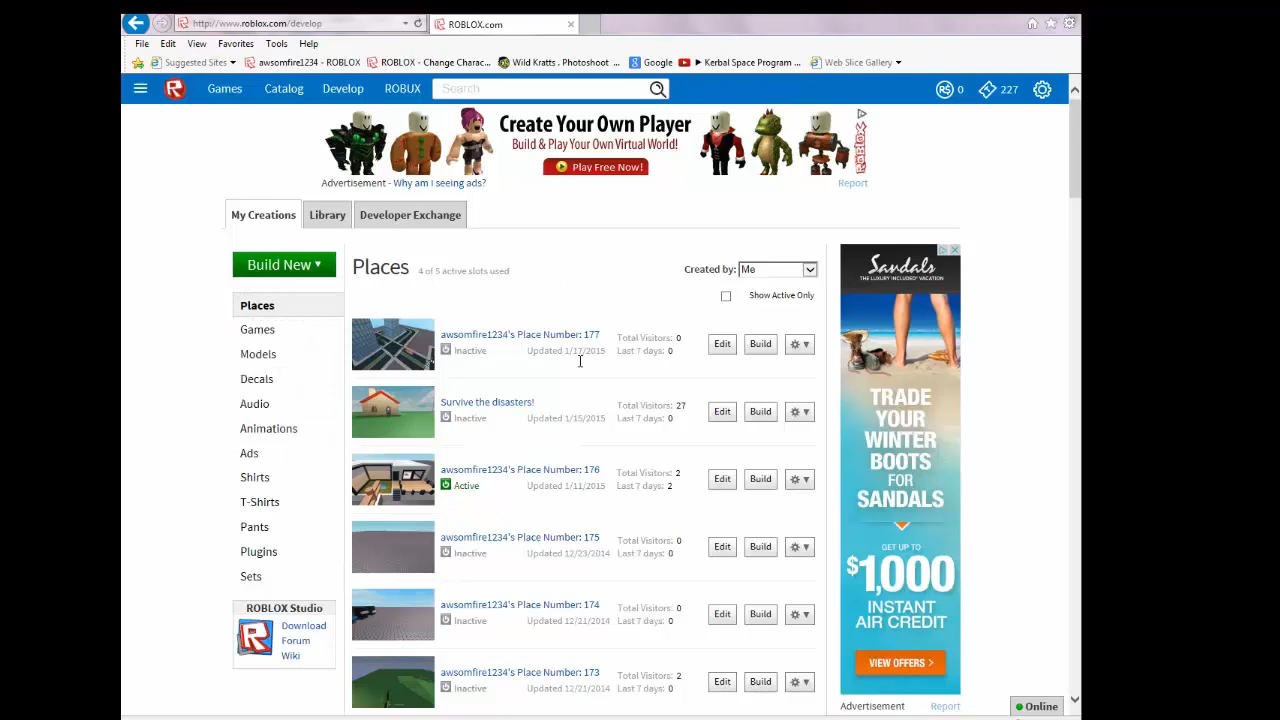 http://www.roblox.com/develop
ROBLOX.com
File Edit View Favorites Tools Help
Suggested Sites
awsomfire1234 - ROBLOX
ROBLOX - Change Charac...
Wild Kratts . Photoshoot ...
Google
Kerbal Space Program ...
Web Slice Gallery
Games Catalog Develop ROBUX Search R$ 0 227
Create Your Own Player
Build & Play Your Own Virtual World!
Play Free Now!
ROBLOX
Advertisement - Why am I seeing ads? Report
My Creations Library Developer Exchange
Build New
Places 4 of 5 active slots used Created by: Me
Show Active Only
Places
Games
Models
Decals
Audio
Animations
Ads
Shirts
T-Shirts
Pants
Plugins
Sets
ROBLOX Studio
Download
Forum
Wiki
awsomfire1234's Place Number: 177 Total Visitors: 0 Edit Build
Inactive Updated 1/17/2015 Last 7 days: 0
Survive the disasters! Total Visitors: 27 Edit Build
Inactive Updated 1/15/2015 Last 7 days: 0
awsomfire1234's Place Number: 176 Total Visitors: 2 Edit Build
Active Updated 1/11/2015 Last 7 days: 2
awsomfire1234's Place Number: 175 Total Visitors: 0 Edit Build
Inactive Updated 12/23/2014 Last 7 days: 0
awsomfire1234's Place Number: 174 Total Visitors: 0 Edit Build
Inactive Updated 12/21/2014 Last 7 days: 0
awsomfire1234's Place Number: 173 Total Visitors: 2 Edit Build
Inactive Updated 12/21/2014 Last 7 days: 0
Sandals
THE LUXURY INCLUDED VACATION
TRADE
YOUR
WINTER
BOOTS
FOR
SANDALS
GET UP TO
$1,000
INSTANT
AIR CREDIT
VIEW OFFERS >
Advertisement Report
Online